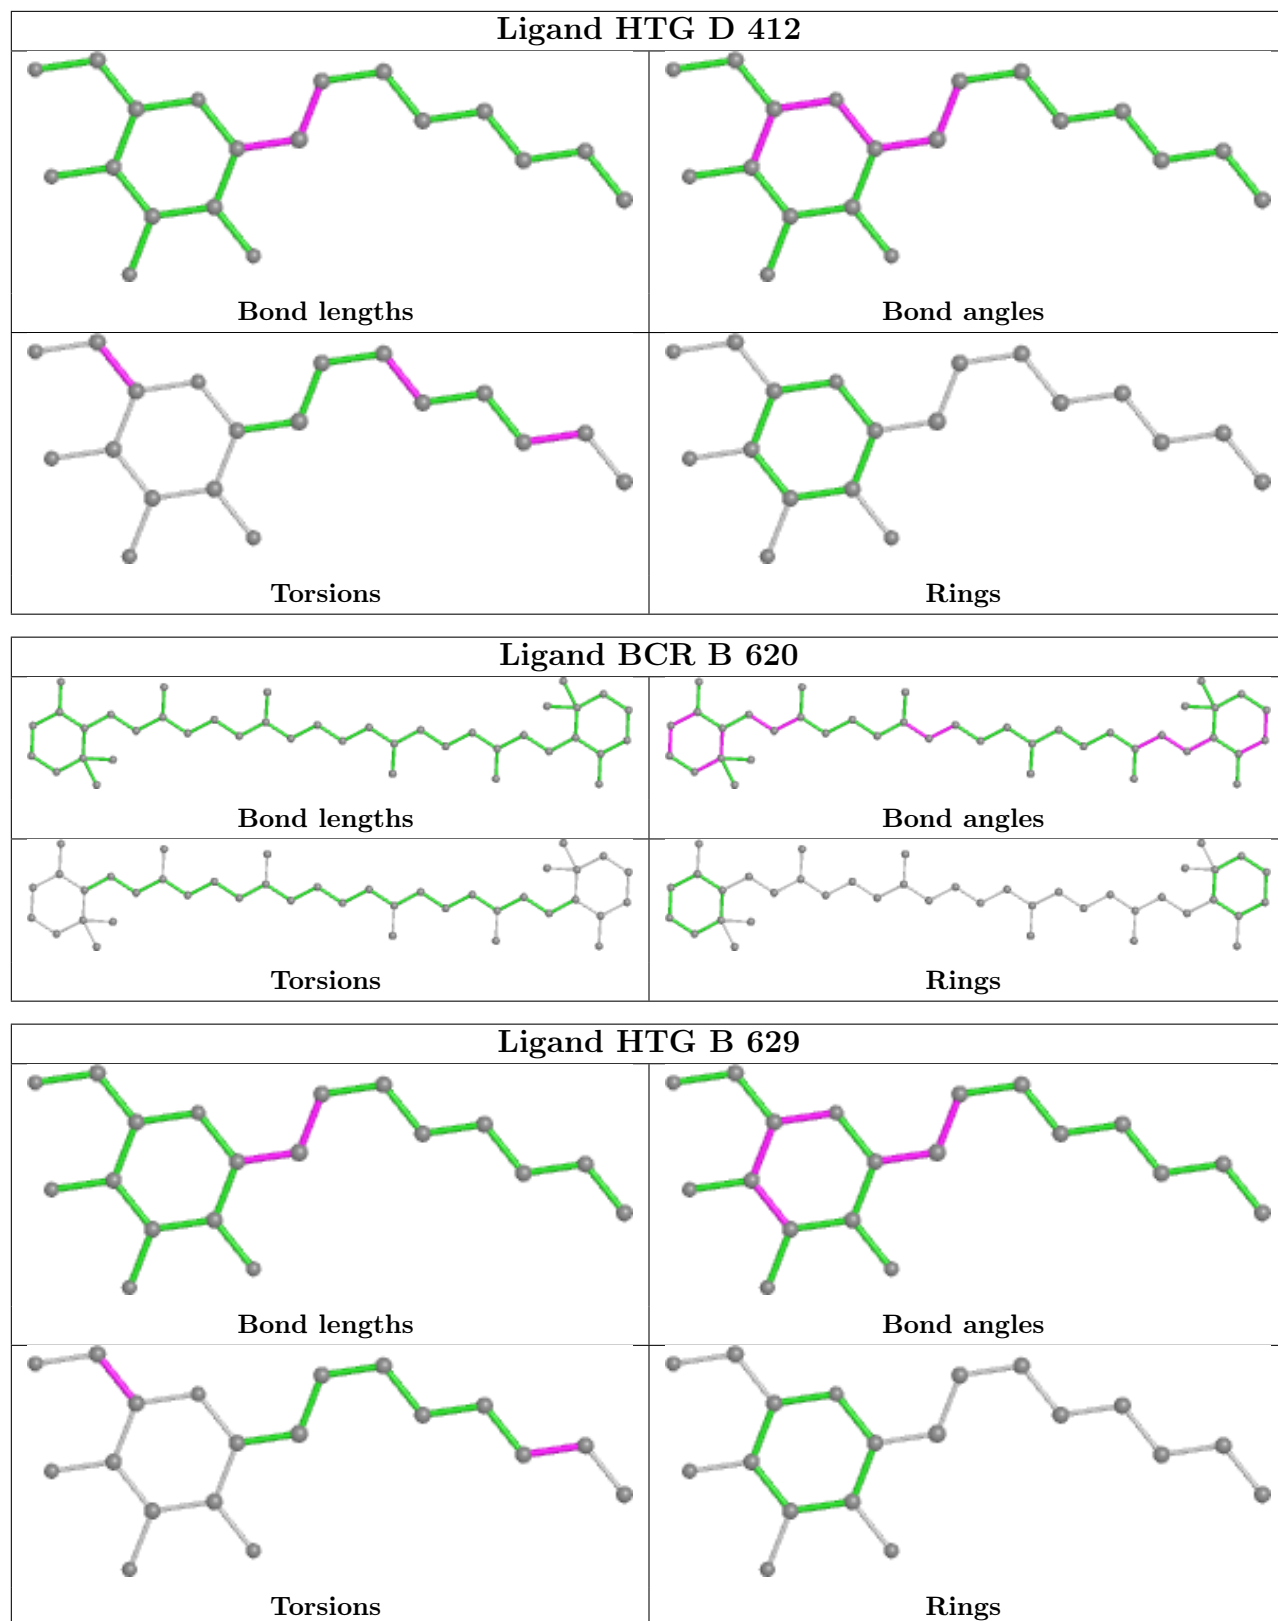 Ligand HTG D 412
Bond lengths
Bond angles
Torsions
Rings
Ligand BCR B 620
Bond lengths
Bond angles
Torsions
Rings
Ligand HTG B 629
Bond lengths
Bond angles
Torsions
Rings